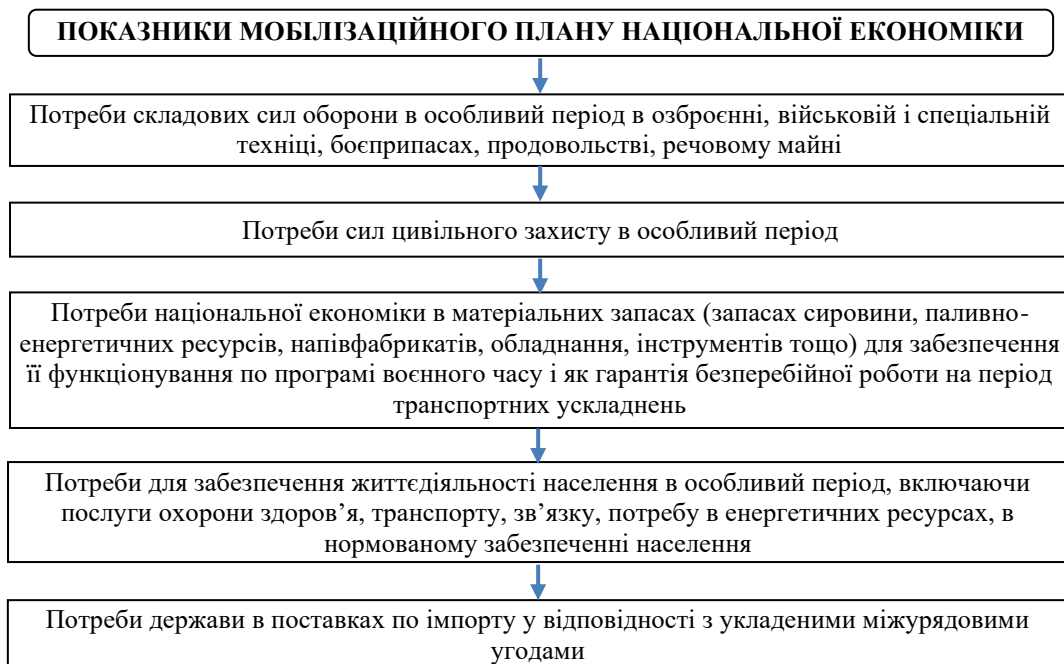 ПОКАЗНИКИ МОБІЛІЗАЦІЙНОГО ПЛАНУ НАЦІОНАЛЬНОЇ ЕКОНОМІКИ
Потреби складових сил оборони в особливий період в озброєнні, військовій і спеціальній
техніці, боєприпасах, продовольстві, речовому майні
Потреби сил цивільного захисту в особливий період
Потреби національної економіки в матеріальних запасах (запасах сировини, паливно-
енергетичних ресурсів, напівфабрикатів, обладнання, інструментів тощо) для забезпечення
її функціонування по програмі воєнного часу і як гарантія безперебійної роботи на період
транспортних ускладнень
Потреби для забезпечення життєдіяльності населення в особливий період, включаючи
послуги охорони здоров’я, транспорту, зв’язку, потребу в енергетичних ресурсах, в
нормованому забезпеченні населення
Потреби держави в поставках по імпорту у відповідності з укладеними міжурядовими
угодами